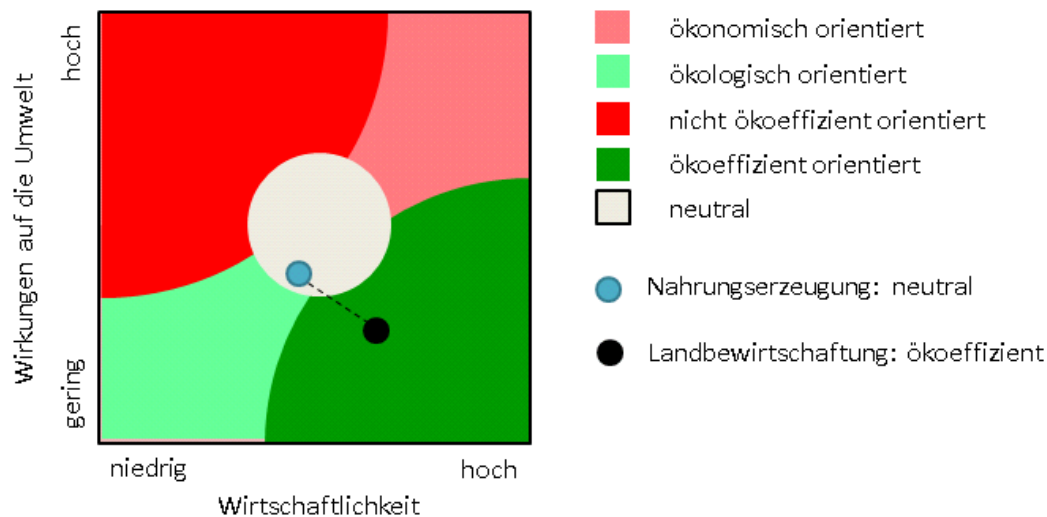 Wirkungen auf die Umwelt
hoch
gering
niedrig
hoch
Wirtschaftlichkeit
ökonomisch orientiert
ökologisch orientiert
nicht ökoeffizient orientiert
ökoeffizient orientiert
neutral
Nahrungserzeugung: neutral
Landbewirtschaftung: ökoeffizient